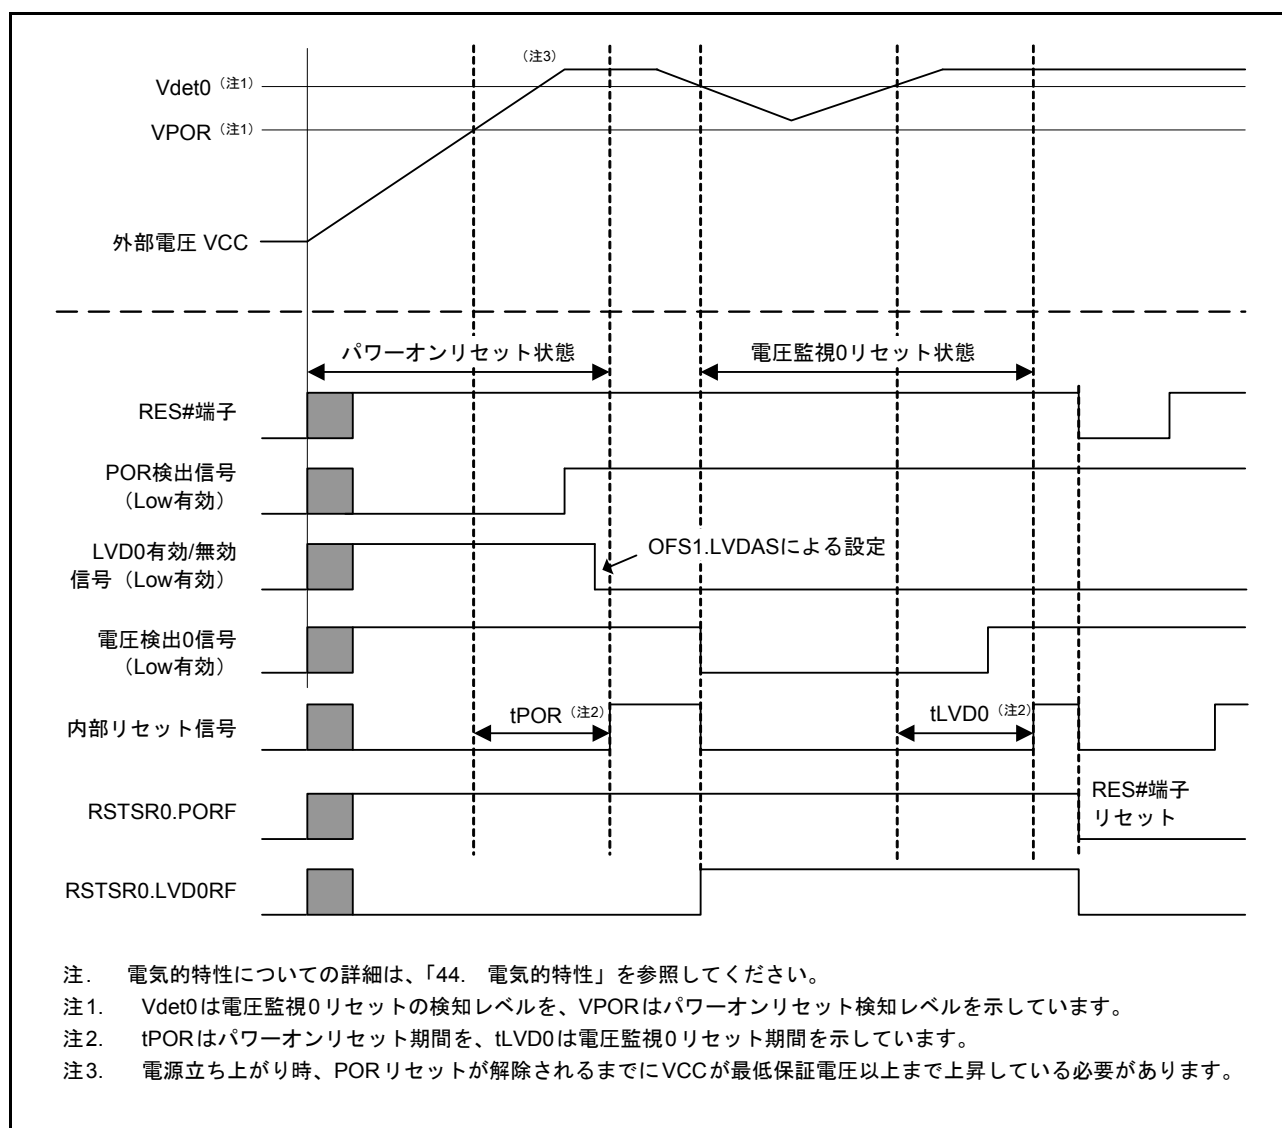 （注3）
Vdet0（注1）
VPOR（注1）
外部電圧 VCC
パワーオンリセット状態
電圧監視0リセット状態
RES#端子
POR検出信号
（Low有効）
LVD0有効/無効
信号（Low有効）
OFS1.LVDASによる設定
電圧検出0信号
（Low有効）
内部リセット信号
tPOR（注2）
tLVD0（注2）
RSTSR0.PORF
RES#端子
リセット
RSTSR0.LVD0RF
注. 電気的特性についての詳細は、「44. 電気的特性」を参照してください。
注1. Vdet0は電圧監視0リセットの検知レベルを、VPORはパワーオンリセット検知レベルを示しています。
注2. tPORはパワーオンリセット期間を、tLVD0は電圧監視0リセット期間を示しています。
注3. 電源立ち上がり時、PORリセットが解除されるまでにVCCが最低保証電圧以上まで上昇している必要があります。